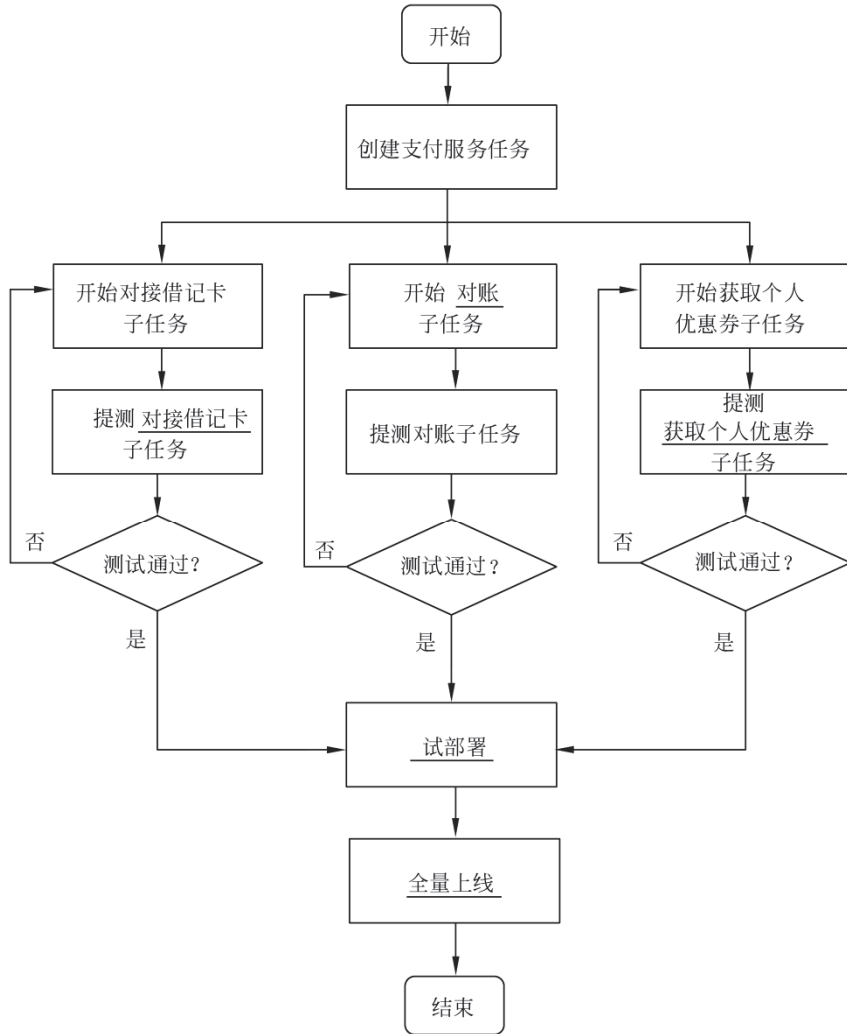 开始
创建支付服务任务
开始对接借记卡
子任务
开始 对账
子任务
开始获取个人
优惠券子任务
提测 对接借记卡
子任务
提测对账子任务
提测
获取个人优惠券
子任务
否
测试通过?
否
测试通过?
否
测试通过?
是
是
是
试部署
全量上线
结束